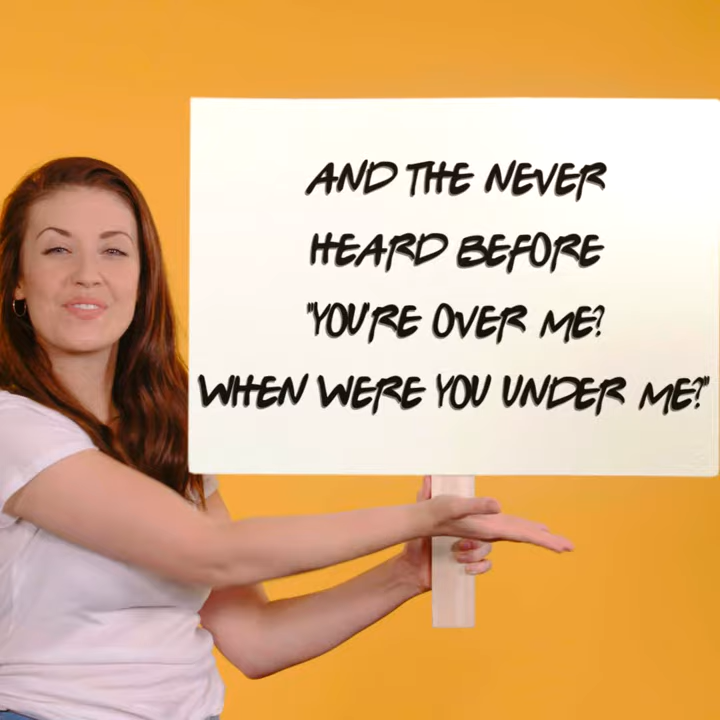 AND THE NEVER
HEARD BEFORE
"YOU'RE OVER ME?
WHEN WERE YOU UNDER ME?"